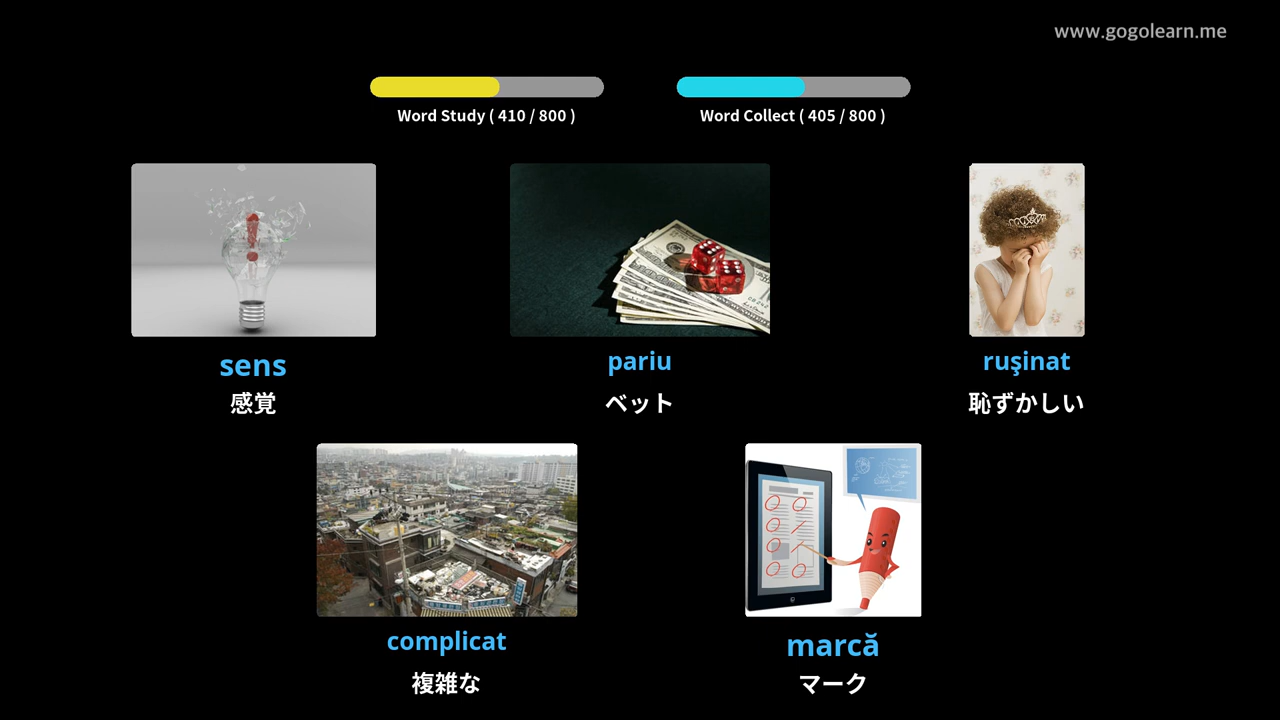 www.gogolearn.me
Word Study ( 410 / 800 )
Word Collect ( 405 / 800 )
sens
感覚
pariu
ベット
ruşinat
恥ずかしい
complicat
複雑な
marcă
マーク